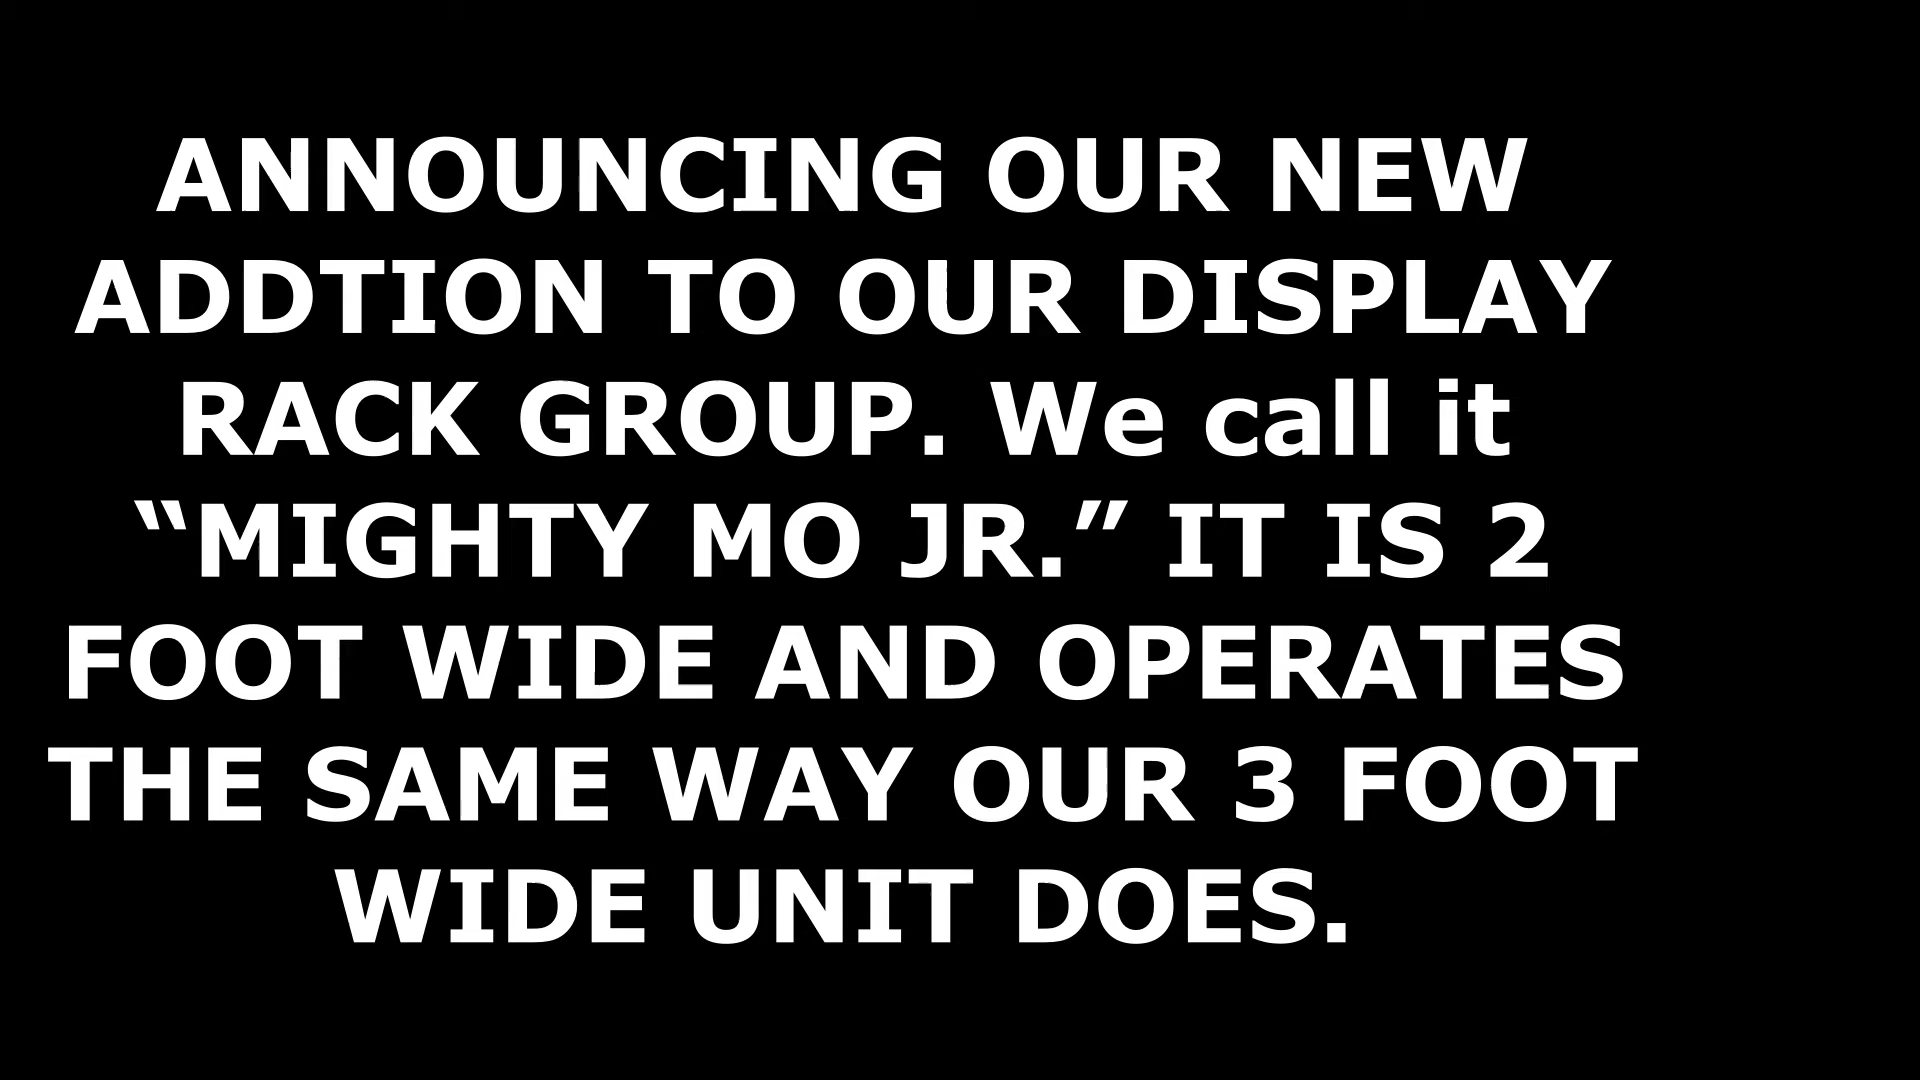 ANNOUNCING OUR NEW
ADDTION TO OUR DISPLAY
RACK GROUP. We call it
“MIGHTY MO JR.” IT IS 2
FOOT WIDE AND OPERATES
THE SAME WAY OUR 3 FOOT
WIDE UNIT DOES.